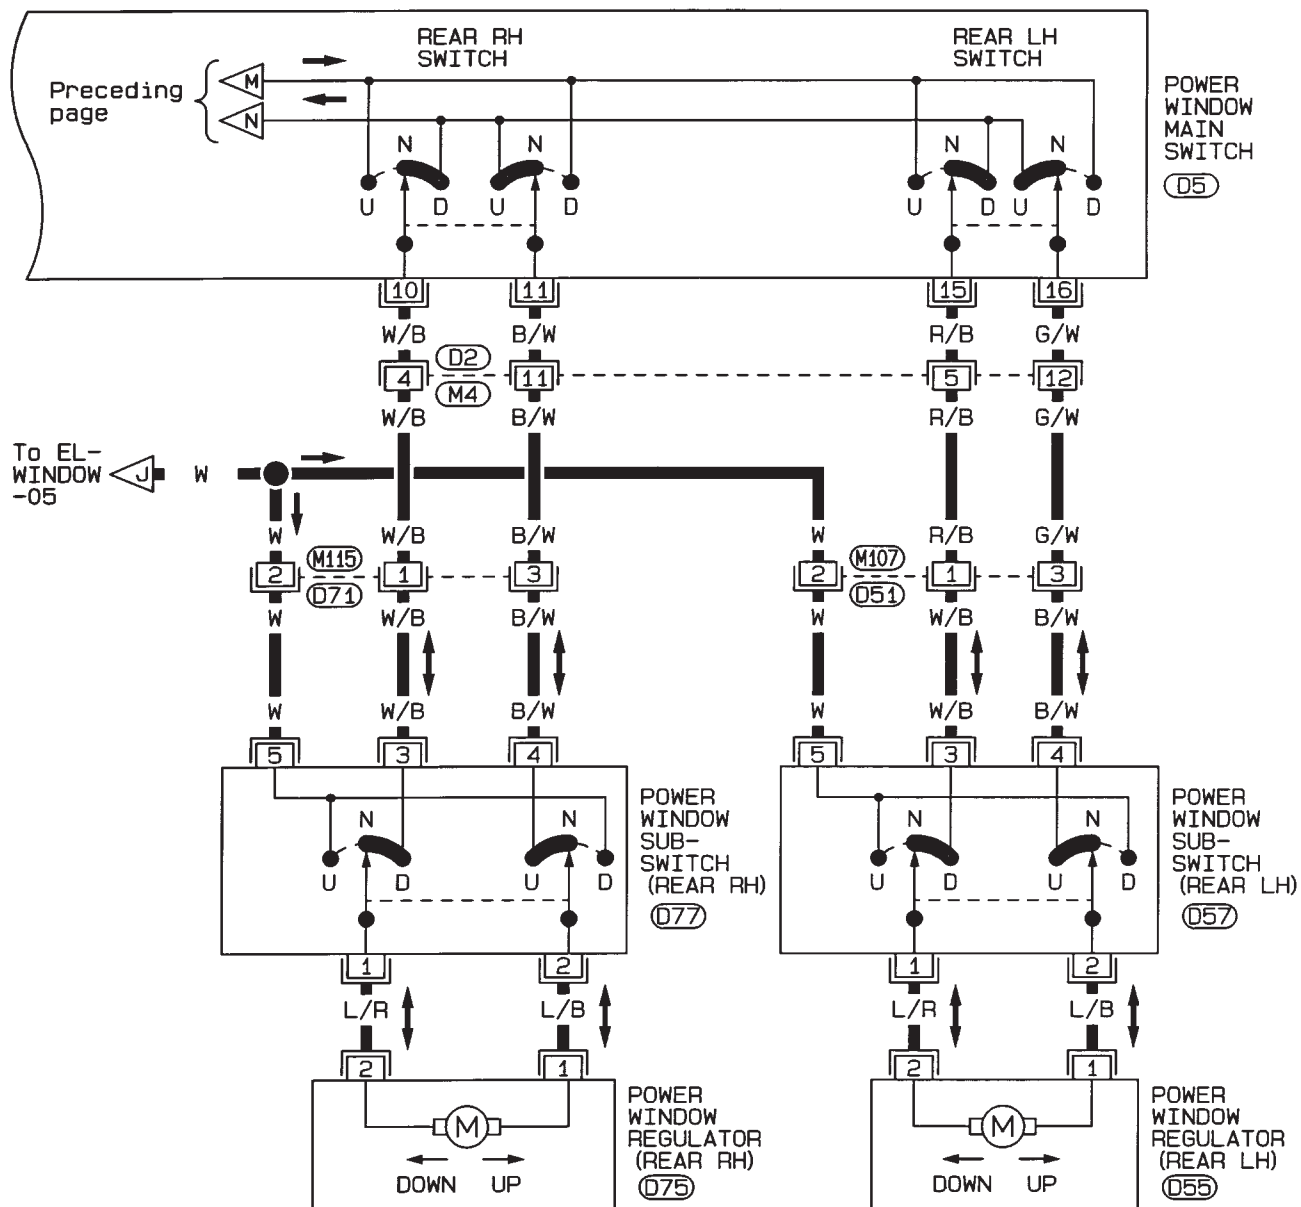 REAR RH
SWITCH
REAR LH
SWITCH
Preceding
page
M
N
POWER
WINDOW
MAIN
SWITCH
D5
N N N N
U D U D U D U D
10 11 15 16
W/B B/W R/B G/W
D2
4 11 5 12
M4
W/B B/W R/B G/W
To EL-
WINDOW
-05
J W
W W/B B/W W R/B G/W
M115 M107
2 1 3 2 1 3
D71 D51
W W/B B/W W W/B B/W
W W/B B/W W W/B B/W
5 3 4 5 3 4
N N N N
U D U D U D U D
POWER
WINDOW
SUB-
SWITCH
(REAR RH)
D77
POWER
WINDOW
SUB-
SWITCH
(REAR LH)
D57
1 2 1 2
L/R L/B L/R L/B
2 1 2 1
M M
DOWN UP DOWN UP
POWER
WINDOW
REGULATOR
(REAR RH)
D75
POWER
WINDOW
REGULATOR
(REAR LH)
D55